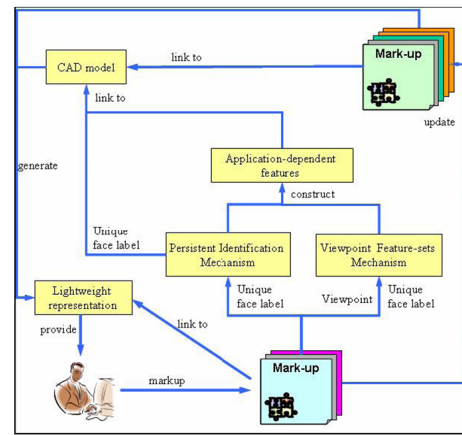 Mark-up
link to
CAD model
link to
update
generate
Application-dependent
features
construct
Unique
face label
Persistent Identification
Mechanism
Viewpoint Feature-sets
Mechanism
Lightweight
representation
Unique
face label
Viewpoint
Unique
face label
provide
link to
Mark-up
markup